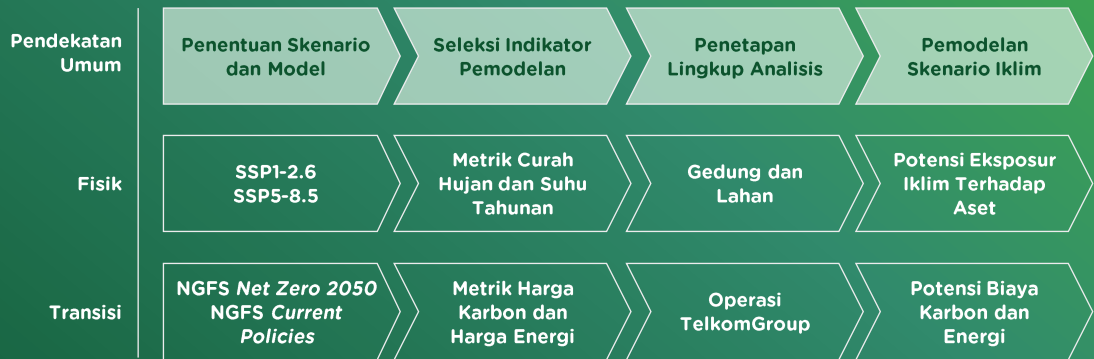 Pendekatan
Umum
Penentuan Skenario
dan Model
Seleksi Indikator
Pemodelan
Penetapan
Lingkup Analisis
Pemodelan
Skenario Iklim
Fisik
SSP1-2.6
SSP5-8.5
Metrik Curah
Hujan dan Suhu
Tahunan
Gedung dan
Lahan
Potensi Eksposur
Iklim Terhadap
Aset
Transisi
NGFS Net Zero 2050
NGFS Current
Policies
Metrik Harga
Karbon dan
Harga Energi
Operasi
TelkomGroup
Potensi Biaya
Karbon dan
Energi